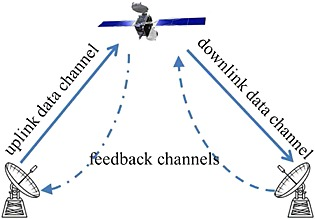 uplink data channel
downlink data channel
feedback channels